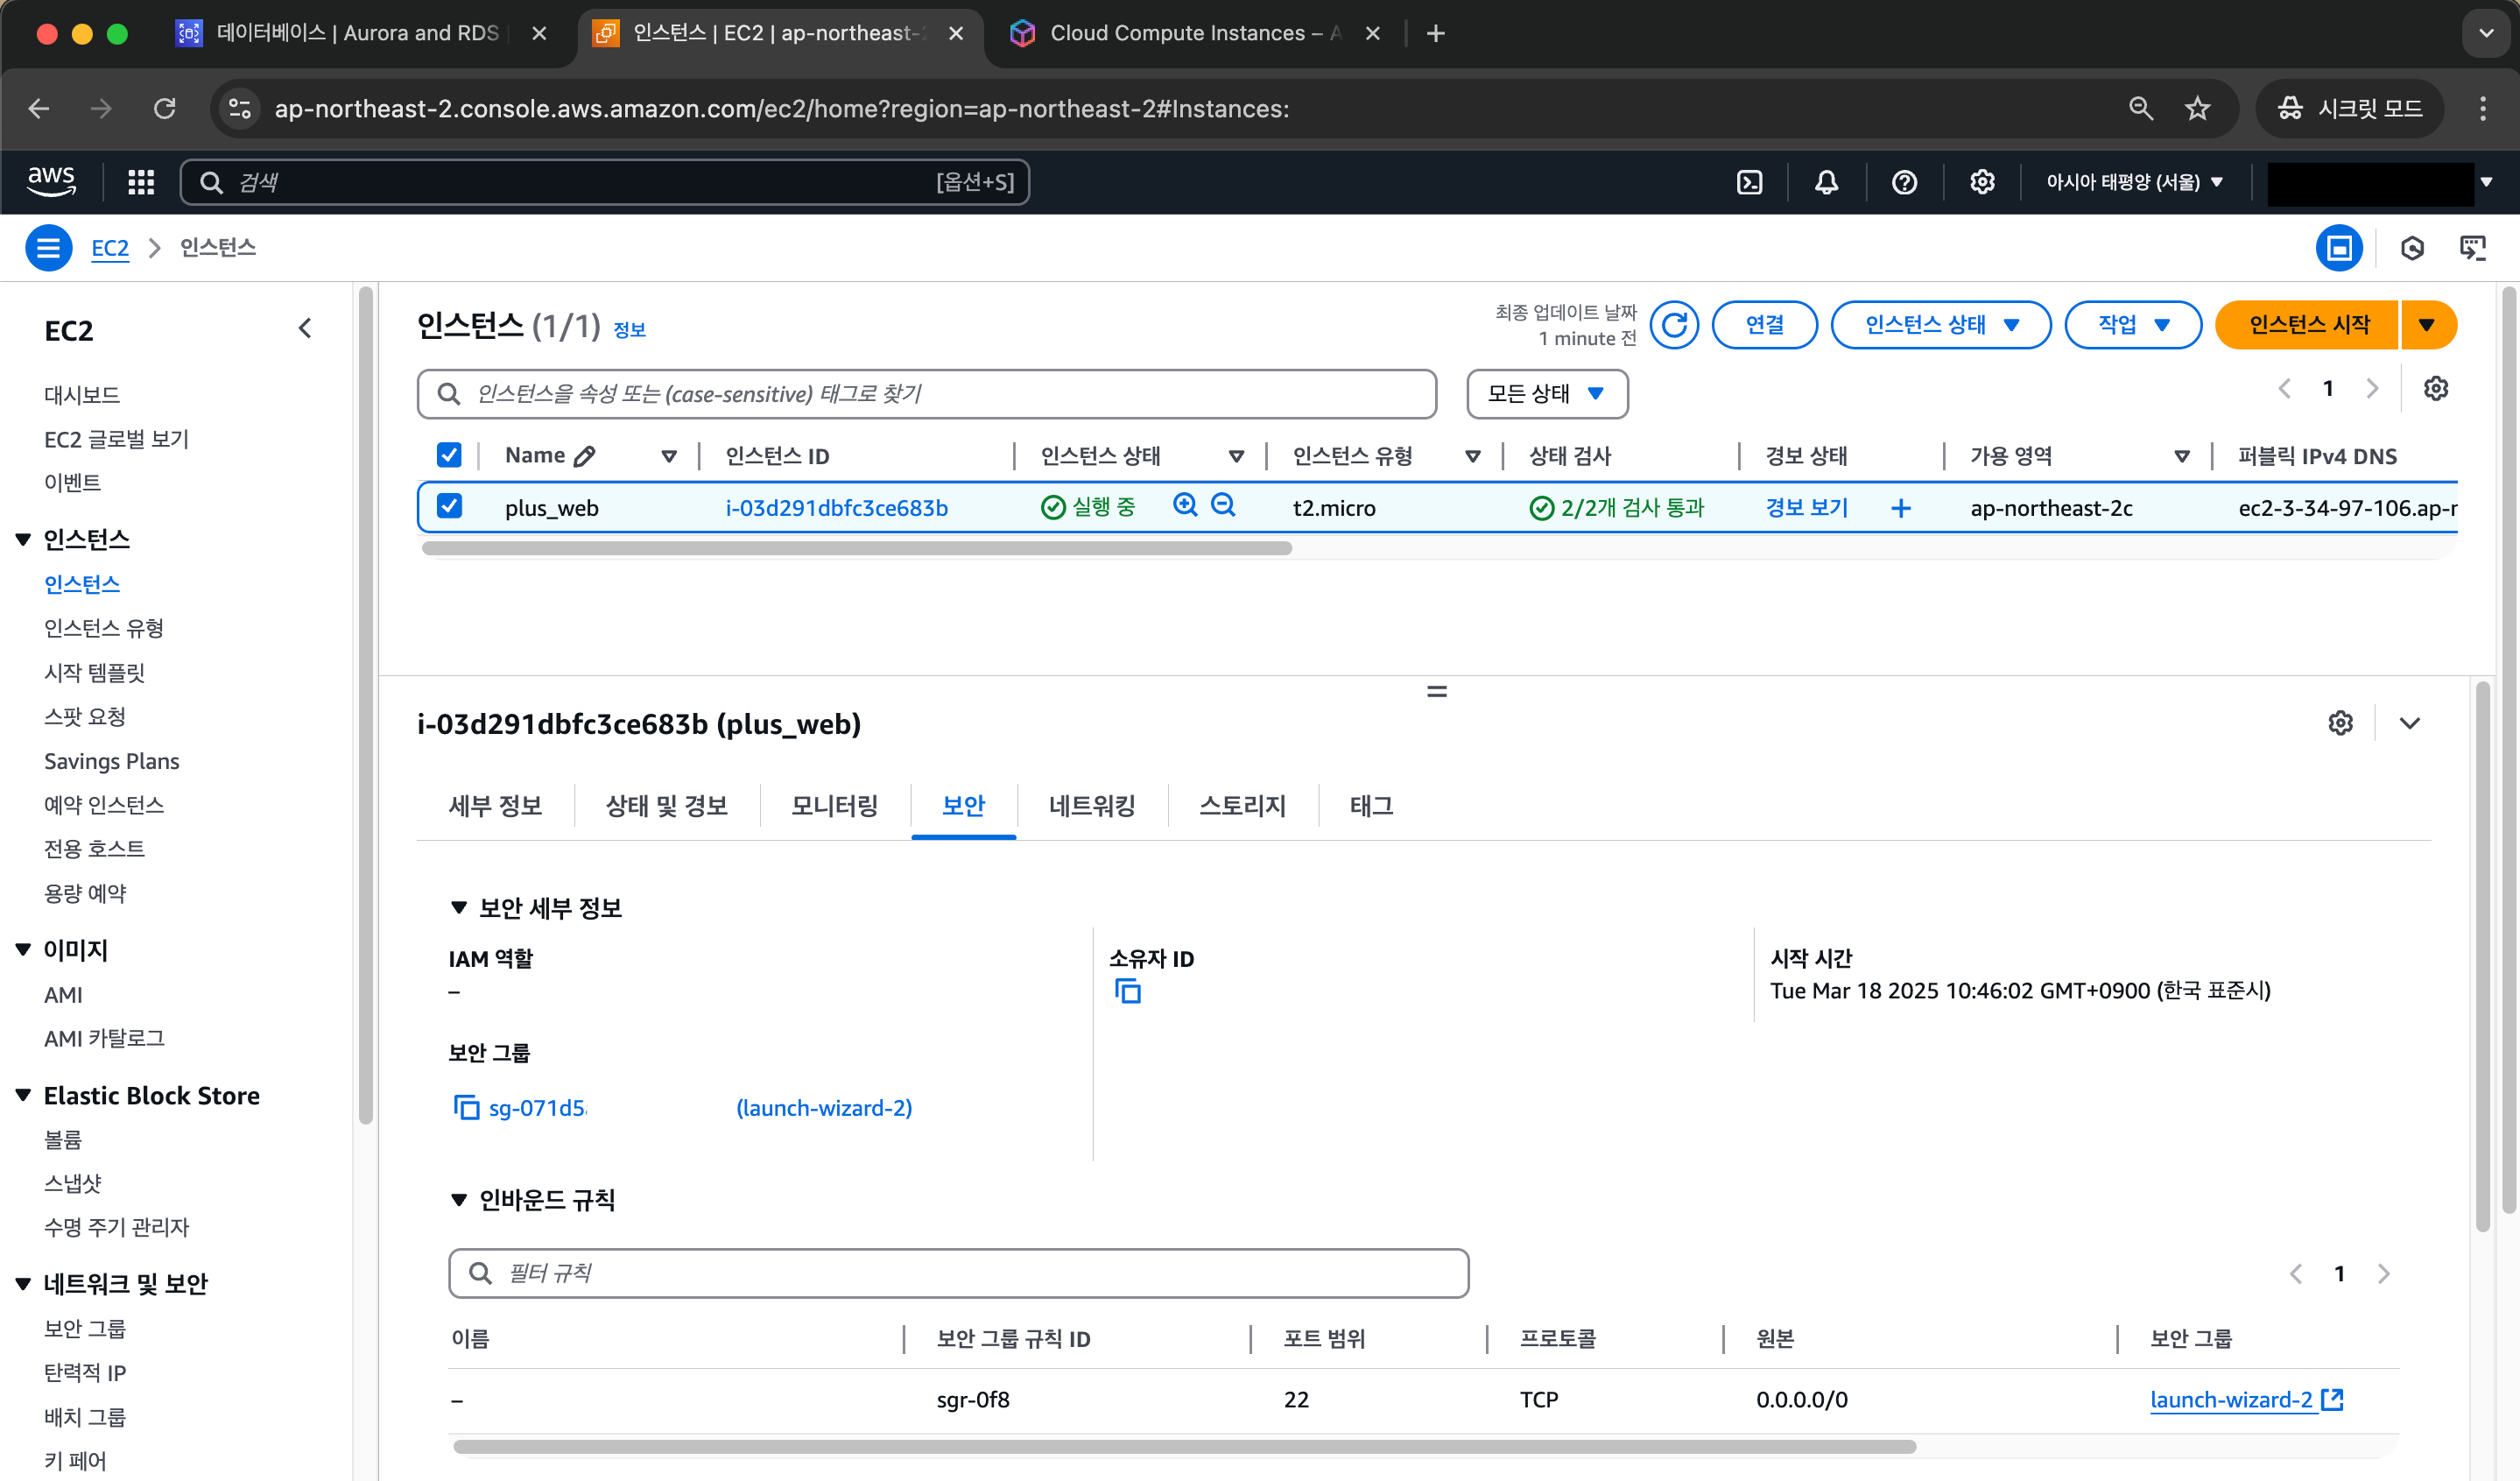 데이터베이스 | Aurora and RDS
인스턴스 | EC2 | ap-northeast-2
Cloud Compute Instances – A
ap-northeast-2.console.aws.amazon.com/ec2/home?region=ap-northeast-2#Instances:
시크릿 모드
aws
검색
[옵션+S]
아시아 태평양 (서울)
EC2
인스턴스
EC2
대시보드
EC2 글로벌 보기
이벤트
인스턴스
인스턴스
인스턴스 유형
시작 템플릿
스팟 요청
Savings Plans
예약 인스턴스
전용 호스트
용량 예약
이미지
AMI
AMI 카탈로그
Elastic Block Store
볼륨
스냅샷
수명 주기 관리자
네트워크 및 보안
보안 그룹
탄력적 IP
배치 그룹
키 페어
인스턴스 (1/1) 정보
최종 업데이트 날짜
1 minute 전
연결
인스턴스 상태
작업
인스턴스 시작
인스턴스을 속성 또는 (case-sensitive) 태그로 찾기
모든 상태
1
Name 인스턴스 ID 인스턴스 상태 인스턴스 유형 상태 검사 경보 상태 가용 영역 퍼블릭 IPv4 DNS
plus_web i-03d291dbfc3ce683b 실행 중 t2.micro 2/2개 검사 통과 경보 보기 + ap-northeast-2c ec2-3-34-97-106.ap-r
i-03d291dbfc3ce683b (plus_web)
세부 정보 상태 및 경보 모니터링 보안 네트워킹 스토리지 태그
보안 세부 정보
IAM 역할
–
소유자 ID
시작 시간
Tue Mar 18 2025 10:46:02 GMT+0900 (한국 표준시)
보안 그룹
sg-071d5 (launch-wizard-2)
인바운드 규칙
필터 규칙
1
이름 보안 그룹 규칙 ID 포트 범위 프로토콜 원본 보안 그룹
– sgr-0f8 22 TCP 0.0.0.0/0 launch-wizard-2